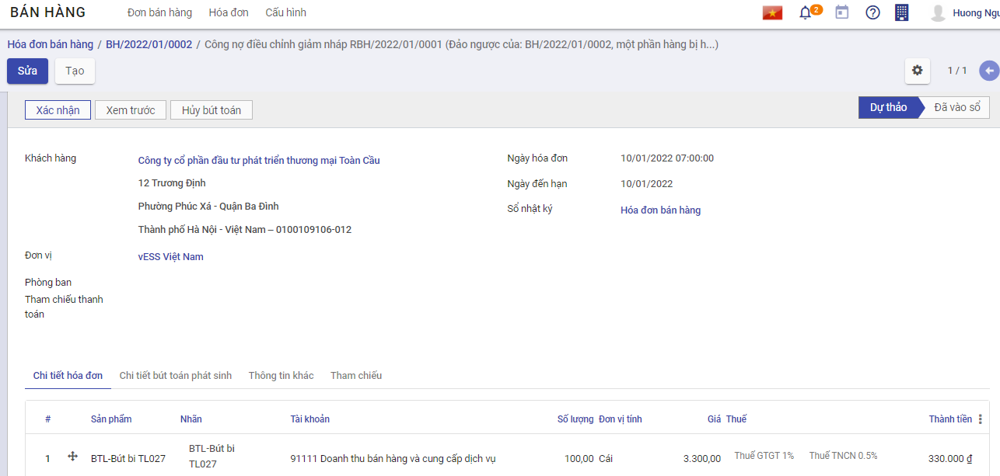 BÁN HÀNG Đơn bán hàng Hóa đơn Cấu hình 2 Huong Ngu
Hóa đơn bán hàng / BH/2022/01/0002 / Công nợ điều chỉnh giảm nháp RBH/2022/01/0001 (Đảo ngược của: BH/2022/01/0002, một phần hàng bị h...)
Sửa Tạo 1 / 1
Xác nhận Xem trước Hủy bút toán Dự thảo Đã vào sổ
Khách hàng Công ty cổ phần đầu tư phát triển thương mại Toàn Cầu Ngày hóa đơn 10/01/2022 07:00:00
12 Trương Định Ngày đến hạn 10/01/2022
Phường Phúc Xá - Quận Ba Đình Sổ nhật ký Hóa đơn bán hàng
Thành phố Hà Nội - Việt Nam – 0100109106-012
Đơn vị vESS Việt Nam
Phòng ban
Tham chiếu thanh
toán
Chi tiết hóa đơn Chi tiết bút toán phát sinh Thông tin khác Tham chiếu
# Sản phẩm Nhãn Tài khoản Số lượng Đơn vị tính Giá Thuế Thành tiền
1 BTL-Bút bi TL027 BTL-Bút bi TL027 91111 Doanh thu bán hàng và cung cấp dịch vụ 100,00 Cái 3.300,00 Thuế GTGT 1% Thuế TNCN 0.5% 330.000 ₫